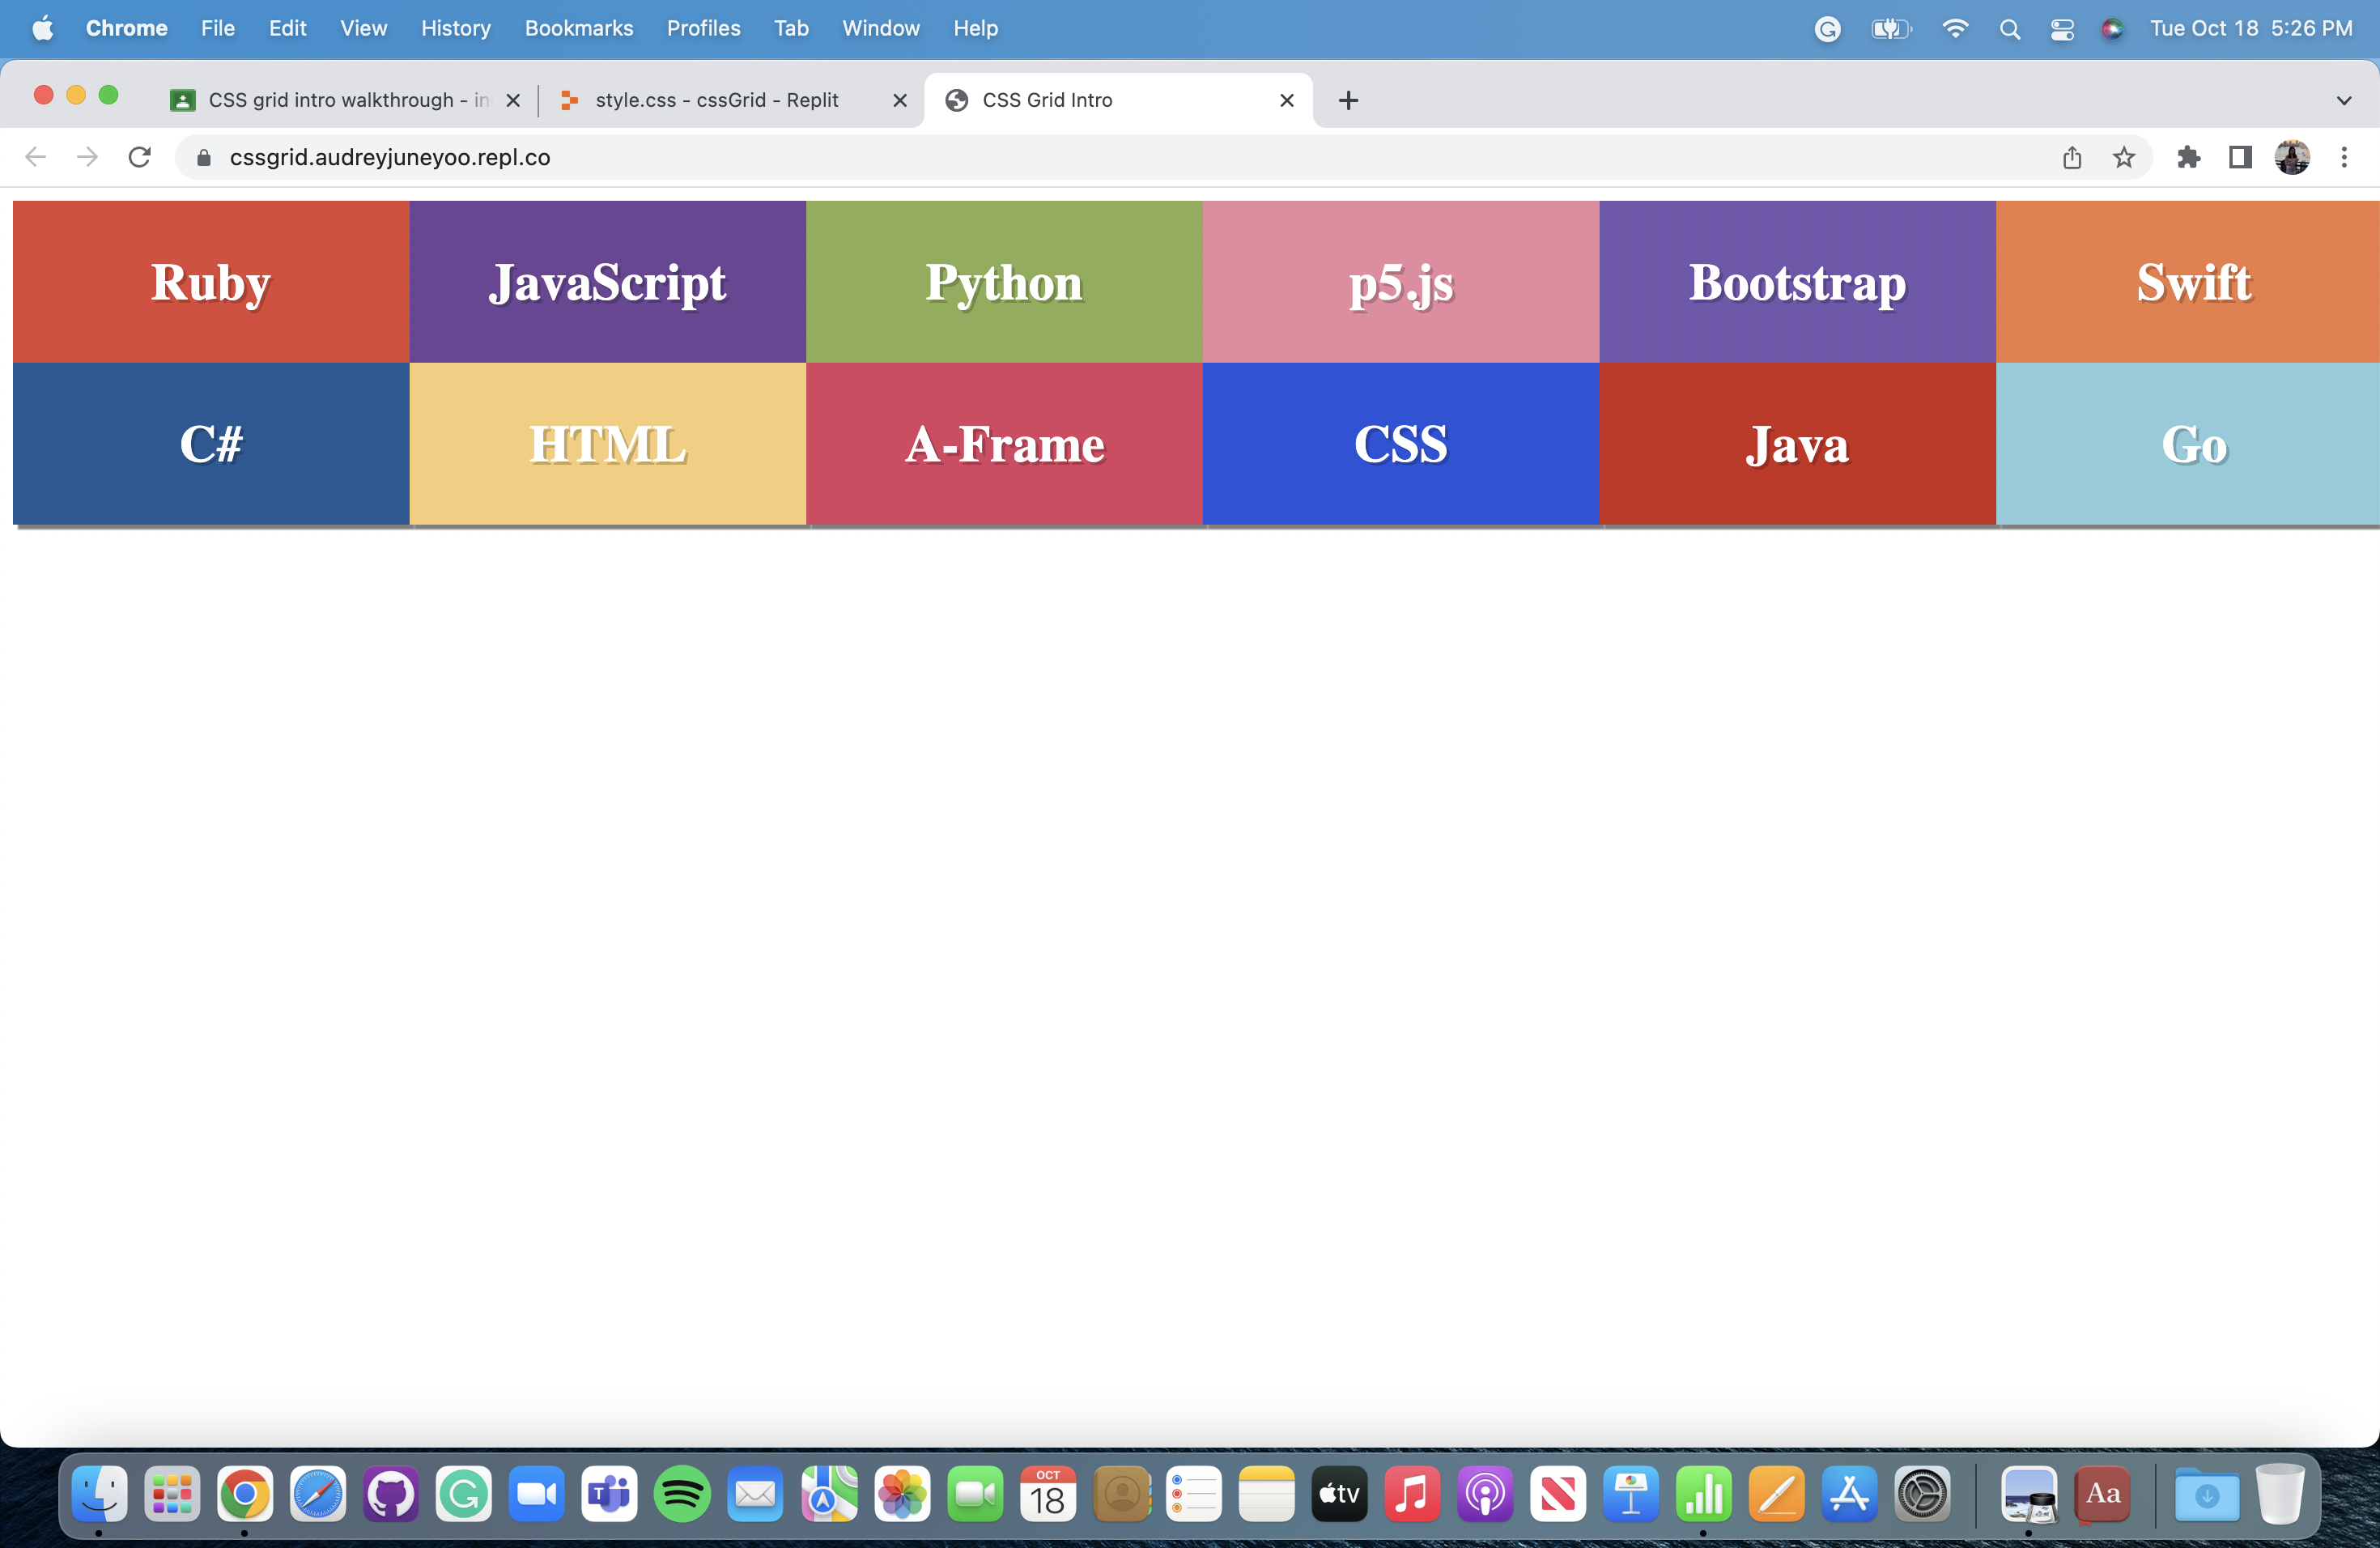 Chrome File Edit View History Bookmarks Profiles Tab Window Help Tue Oct 18 5:26 PM
CSS grid intro walkthrough - in style.css - cssGrid - Replit CSS Grid Intro
cssgrid.audreyjuneyoo.repl.co
Ruby JavaScript Python p5.js Bootstrap Swift
C# HTML A-Frame CSS Java Go
OCT
18
T
tv
Aa